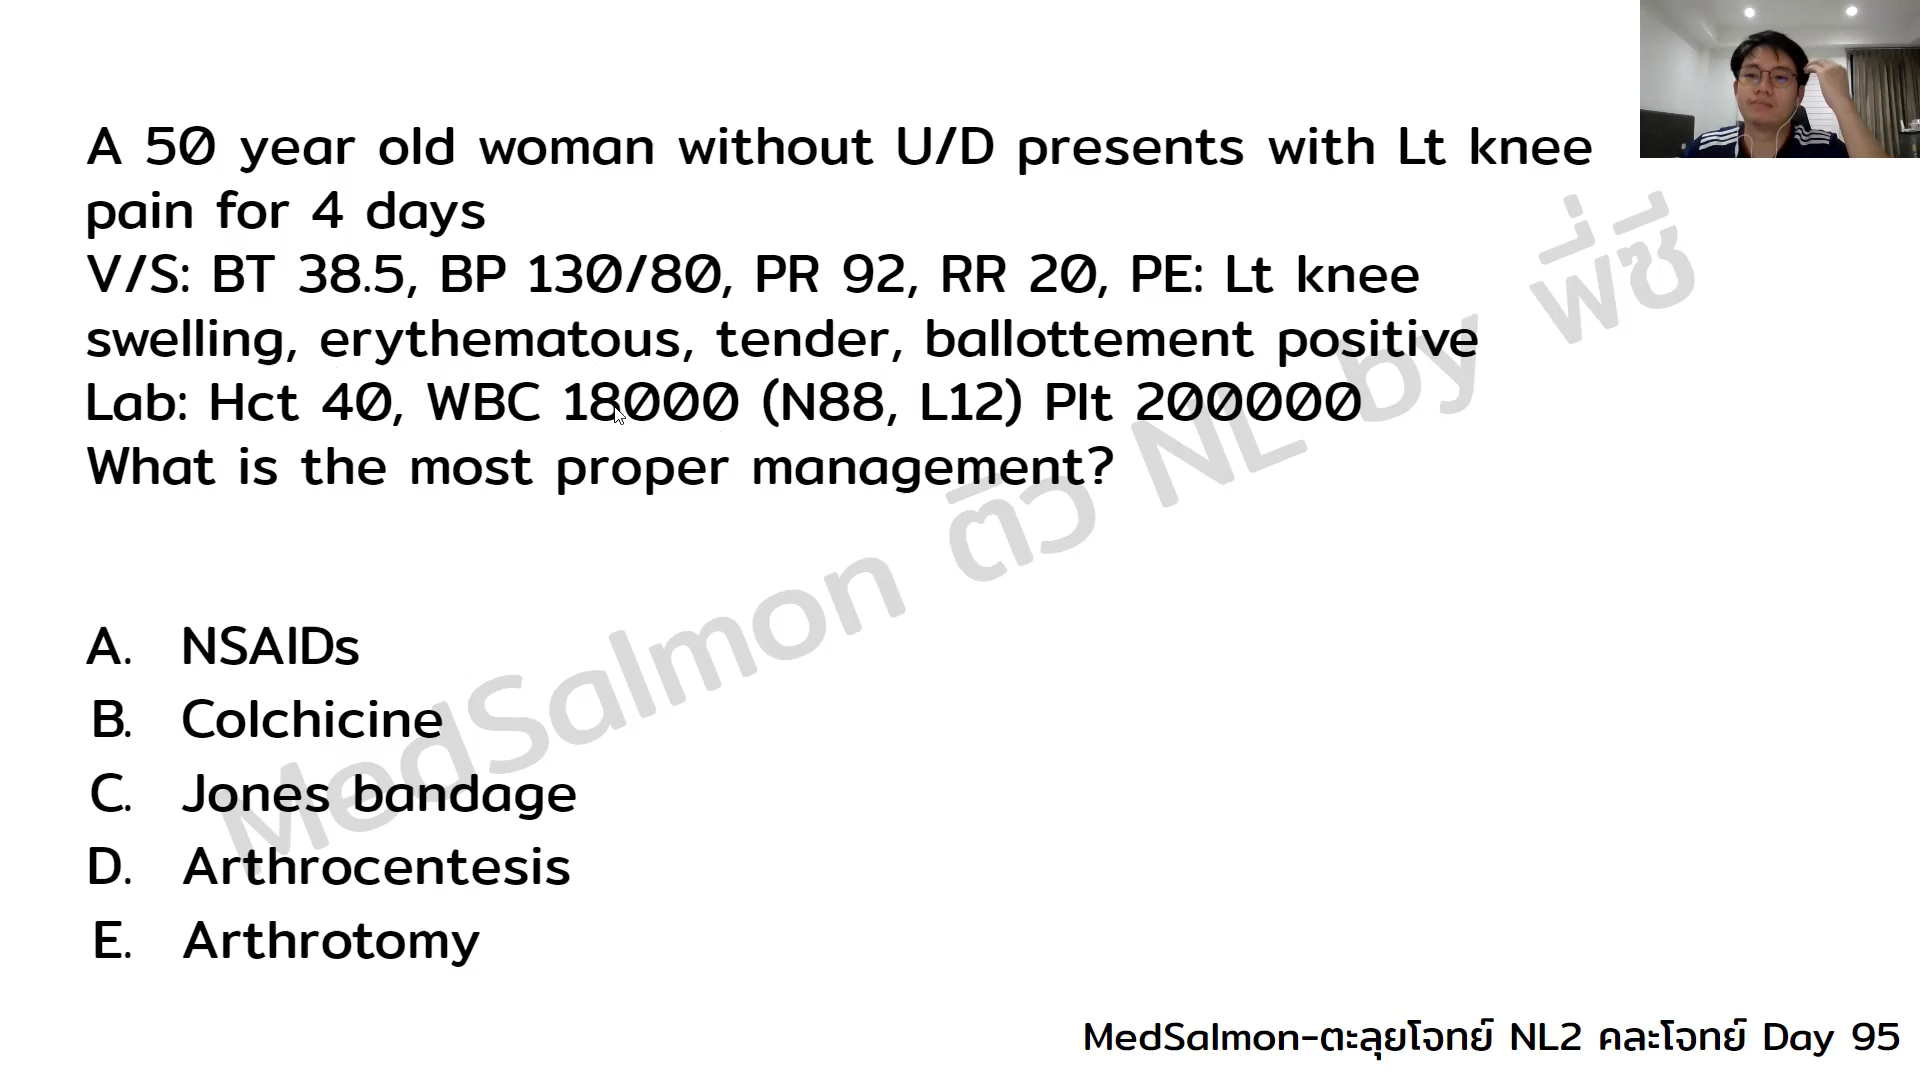 A 50 year old woman without U/D presents with Lt knee
pain for 4 days
V/S: BT 38.5, BP 130/80, PR 92, RR 20, PE: Lt knee
swelling, erythematous, tender, ballottement positive
Lab: Hct 40, WBC 18000 (N88, L12) Plt 200000
What is the most proper management?
A. NSAIDs
B. Colchicine
C. Jones bandage
D. Arthrocentesis
E. Arthrotomy
MedSalmon ติว NL by พี่ซี
MedSalmon-ตะลุยโจทย์ NL2 คละโจทย์ Day 95